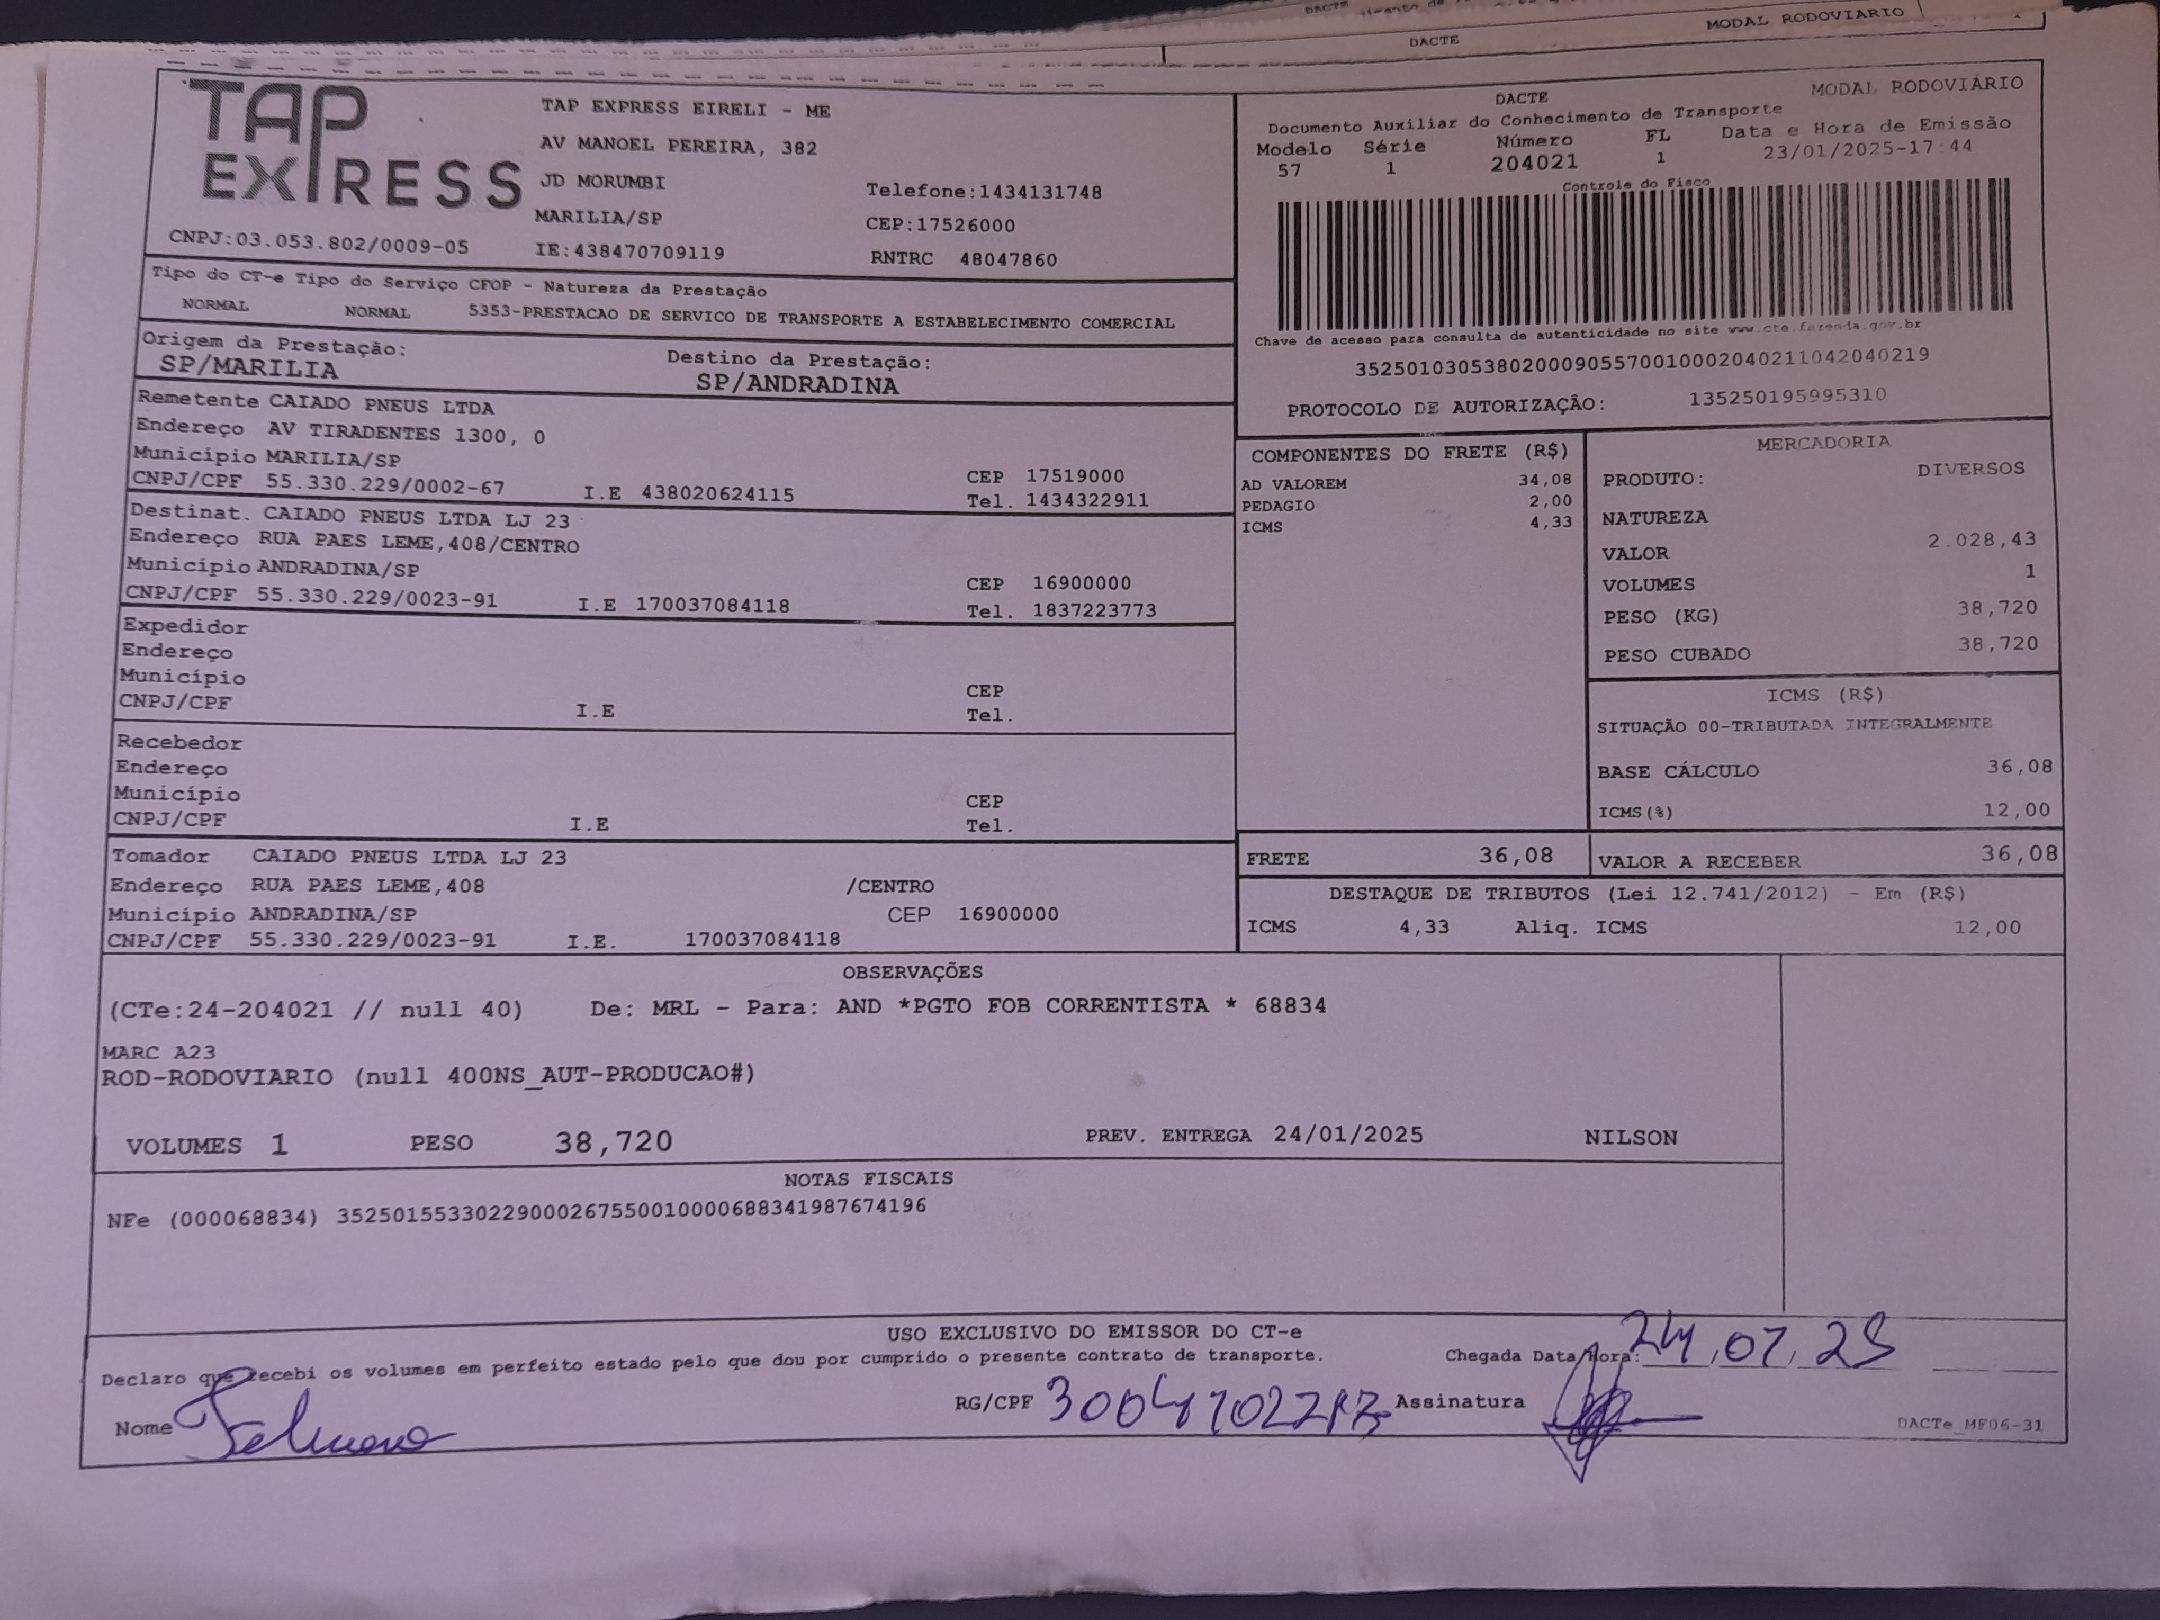 DACTE
MODAL RODOVIARIO
TAP EXPRESS
TAP EXPRESS EIRELI - ME
AV MANOEL PEREIRA, 382
JD MORUMBI Telefone:1434131748
MARILIA/SP CEP:17526000
CNPJ:03.053.802/0009-05 IE:438470709119 RNTRC 48047860
DACTE MODAL RODOVIÁRIO
Documento Auxiliar do Conhecimento de Transporte
Modelo Série Número FL Data e Hora de Emissão
57 1 204021 1 23/01/2025-17:44
Controle do Fisco
Chave de acesso para consulta de autenticidade no site www.cte.fazenda.gov.br
35250103053802000905570010002040211042040219
PROTOCOLO DE AUTORIZAÇÃO: 135250195995310
Tipo do CT-e Tipo do Serviço CFOP - Natureza da Prestação
NORMAL NORMAL 5353-PRESTACAO DE SERVICO DE TRANSPORTE A ESTABELECIMENTO COMERCIAL
Origem da Prestação: Destino da Prestação:
SP/MARILIA SP/ANDRADINA
Remetente CAIADO PNEUS LTDA
Endereço AV TIRADENTES 1300, 0
Município MARILIA/SP CEP 17519000
CNPJ/CPF 55.330.229/0002-67 I.E 438020624115 Tel. 1434322911
Destinat. CAIADO PNEUS LTDA LJ 23
Endereço RUA PAES LEME,408/CENTRO
Município ANDRADINA/SP CEP 16900000
CNPJ/CPF 55.330.229/0023-91 I.E 170037084118 Tel. 1837223773
Expedidor
Endereço
Município CEP
CNPJ/CPF I.E Tel.
Recebedor
Endereço
Município CEP
CNPJ/CPF I.E Tel.
Tomador CAIADO PNEUS LTDA LJ 23
Endereço RUA PAES LEME,408 /CENTRO
Município ANDRADINA/SP CEP 16900000
CNPJ/CPF 55.330.229/0023-91 I.E. 170037084118
COMPONENTES DO FRETE (R$)
AD VALOREM 34,08
PEDAGIO 2,00
ICMS 4,33
MERCADORIA
PRODUTO: DIVERSOS
NATUREZA
VALOR 2.028,43
VOLUMES 1
PESO (KG) 38,720
PESO CUBADO 38,720
ICMS (R$)
SITUAÇÃO 00-TRIBUTADA INTEGRALMENTE
BASE CÁLCULO 36,08
ICMS(%) 12,00
FRETE 36,08 VALOR A RECEBER 36,08
DESTAQUE DE TRIBUTOS (Lei 12.741/2012) - Em (R$)
ICMS 4,33 Aliq. ICMS 12,00
OBSERVAÇÕES
(CTe:24-204021 // null 40) De: MRL - Para: AND *PGTO FOB CORRENTISTA * 68834
MARC A23
ROD-RODOVIARIO (null 400NS_AUT-PRODUCAO#)
VOLUMES 1 PESO 38,720 PREV. ENTREGA 24/01/2025 NILSON
NOTAS FISCAIS
NFe (000068834) 35250155330229000267550010000688341987674196
USO EXCLUSIVO DO EMISSOR DO CT-e
Declaro que recebi os volumes em perfeito estado pelo que dou por cumprido o presente contrato de transporte. Chegada Data/Hora: 24,01,25
Nome RG/CPF Assinatura
DACTe_MF06-31